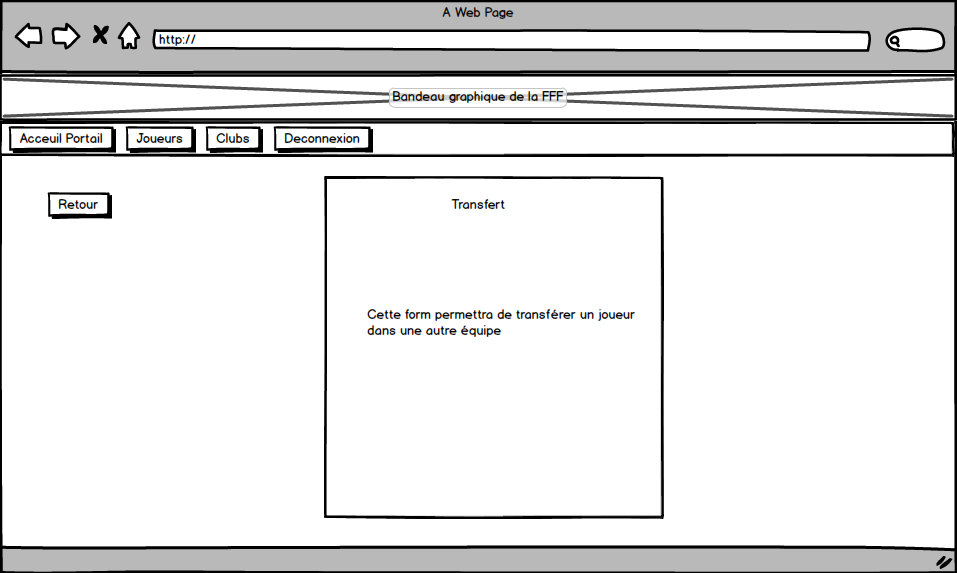 A Web Page
http://
Bandeau graphique de la FFF
Acceuil Portail Joueurs Clubs Deconnexion
Retour
Transfert
Cette form permettra de transférer un joueur
dans une autre équipe